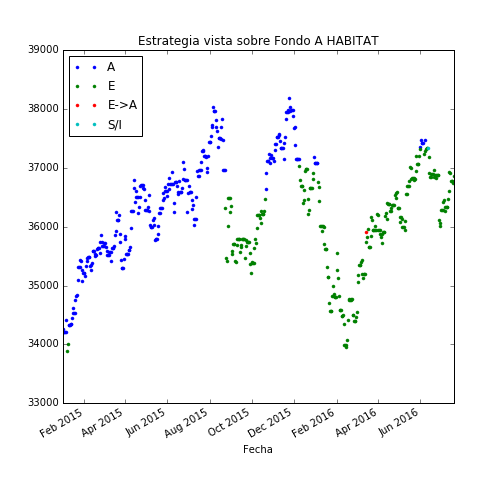 Estrategia vista sobre Fondo A HABITAT
39000
38000
37000
36000
35000
34000
33000
A
E
E->A
S/I
Feb 2015
Apr 2015
Jun 2015
Aug 2015
Oct 2015
Dec 2015
Feb 2016
Apr 2016
Jun 2016
Fecha